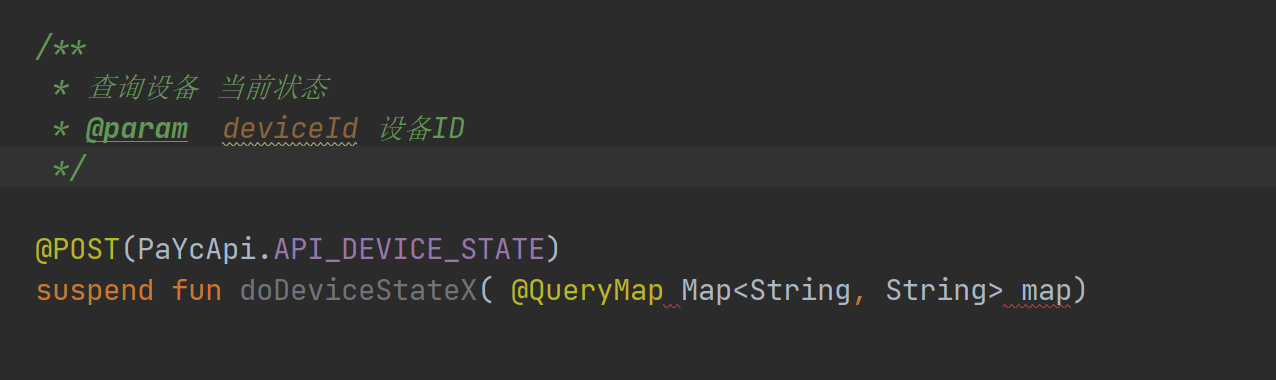 /**
 * 查询设备 当前状态
 * @param  deviceId 设备ID
 */
@POST(PaYcApi.API_DEVICE_STATE)
suspend fun doDeviceStateX( @QueryMap Map<String, String> map)